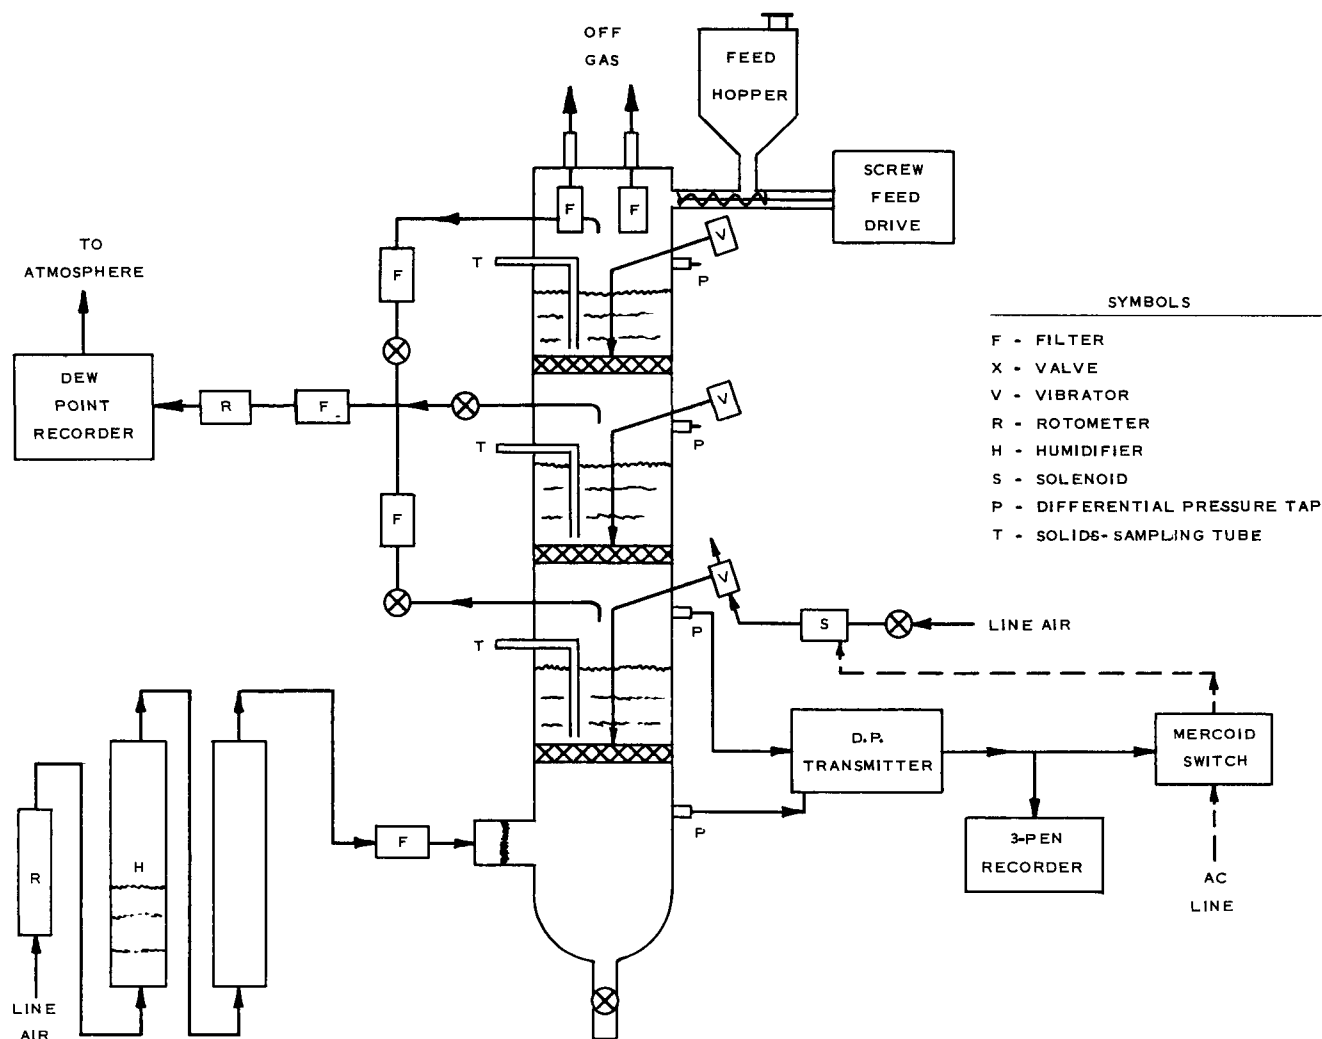 OFF
GAS
FEED
HOPPER
SCREW
FEED
DRIVE
F
F
V
TO
ATMOSPHERE
T
F
P
SYMBOLS
F - FILTER
X - VALVE
V - VIBRATOR
R - ROTOMETER
H - HUMIDIFIER
S - SOLENOID
P - DIFFERENTIAL PRESSURE TAP
T - SOLIDS-SAMPLING TUBE
DEW
POINT
RECORDER
R
F
V
T
P
F
V
S
LINE AIR
P
T
D.P.
TRANSMITTER
MERCOID
SWITCH
P
3-PEN
RECORDER
F
H
R
AC
LINE
LINE
AIR